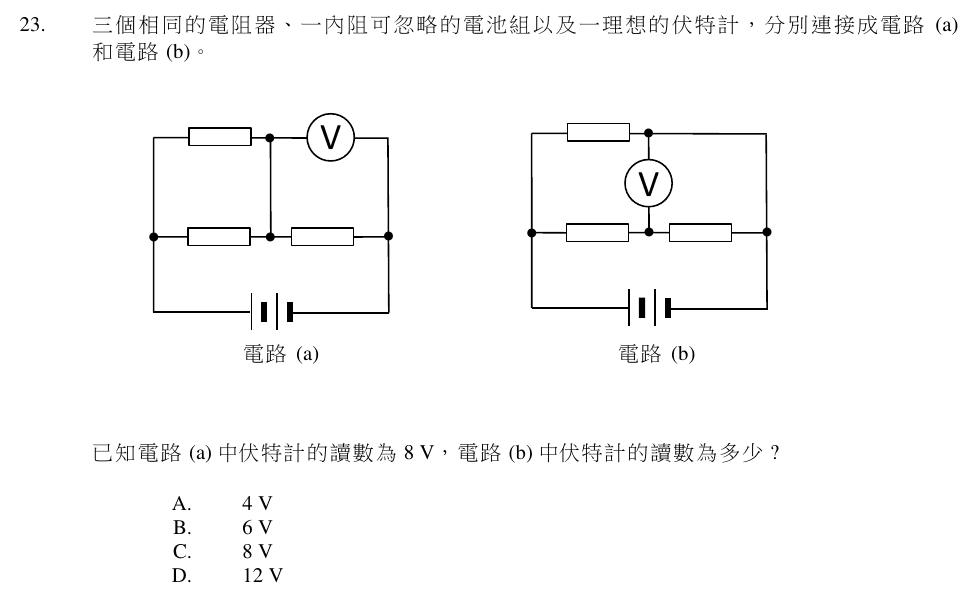 23. 三個相同的電阻器、一內阻可忽略的電池組以及一理想的伏特計，分別連接成電路 (a)
和電路 (b)。
V
V
電路 (a)
電路 (b)
已知電路 (a) 中伏特計的讀數為 8 V，電路 (b) 中伏特計的讀數為多少？
A. 4 V
B. 6 V
C. 8 V
D. 12 V